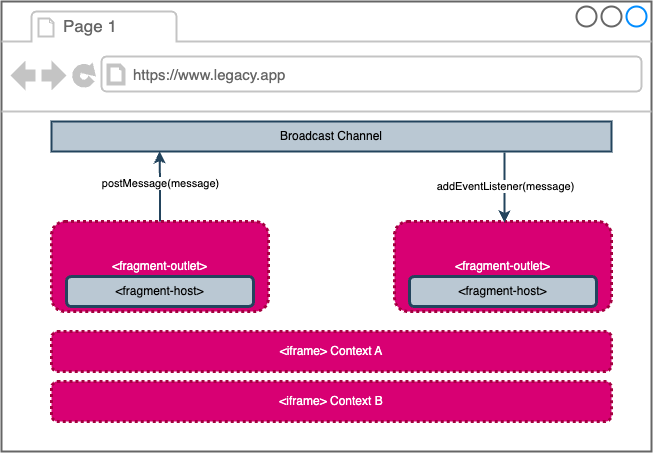 Page 1
https://www.legacy.app
Broadcast Channel
postMessage(message)
addEventListener(message)
<fragment-outlet>
<fragment-host>
<fragment-outlet>
<fragment-host>
<iframe> Context A
<iframe> Context B